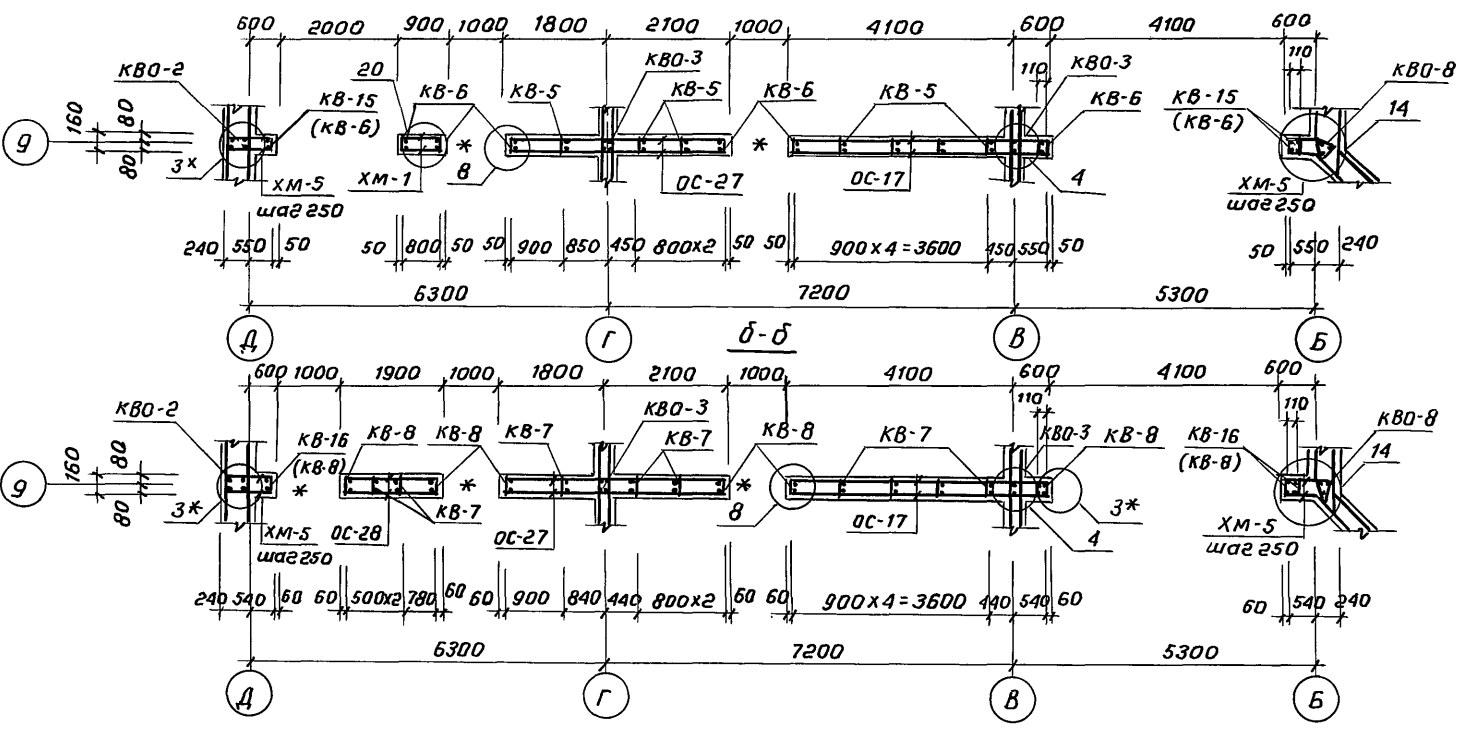 600 2000 900 1000 1800 2100 1000 4100 600 4100 600
110 110
КВО-2 20 КВ-6 КВ-5 КВО-3 КВ-5 КВ-6 КВ-5 КВО-3 КВ-6 КВО-8
КВ-15 (КВ-6) КВ-15 (КВ-6) 14
9 160 80 80
3* ХМ-1 * 8 ОС-27 * ОС-17 4
ХМ-5 ХМ-5
шаг 250 шаг 250
240 550 50 50 800 50 50 900 850 450 800х2 50 50 900х4=3600 450 550 50 50 550 240
6300 7200 5300
Д Г В Б
б-б
600 1000 1900 1000 1800 2100 1000 4100 600 4100 600
110 110
КВО-2 КВ-8 КВ-8 КВ-7 КВО-3 КВ-7 КВ-8 КВ-7 КВО-3 КВ-8 КВО-8
КВ-16 (КВ-8) КВ-16 (КВ-8) 14
9 160 80 80
3* * КВ-7 * 8 3*
ХМ-5 ОС-28 ОС-27 ОС-17 4 ХМ-5
шаг 250 шаг 250
240 540 60 60 500х2 780 60 60 900 840 440 800х2 60 60 900х4=3600 440 540 60 60 540 240
6300 7200 5300
Д Г В Б